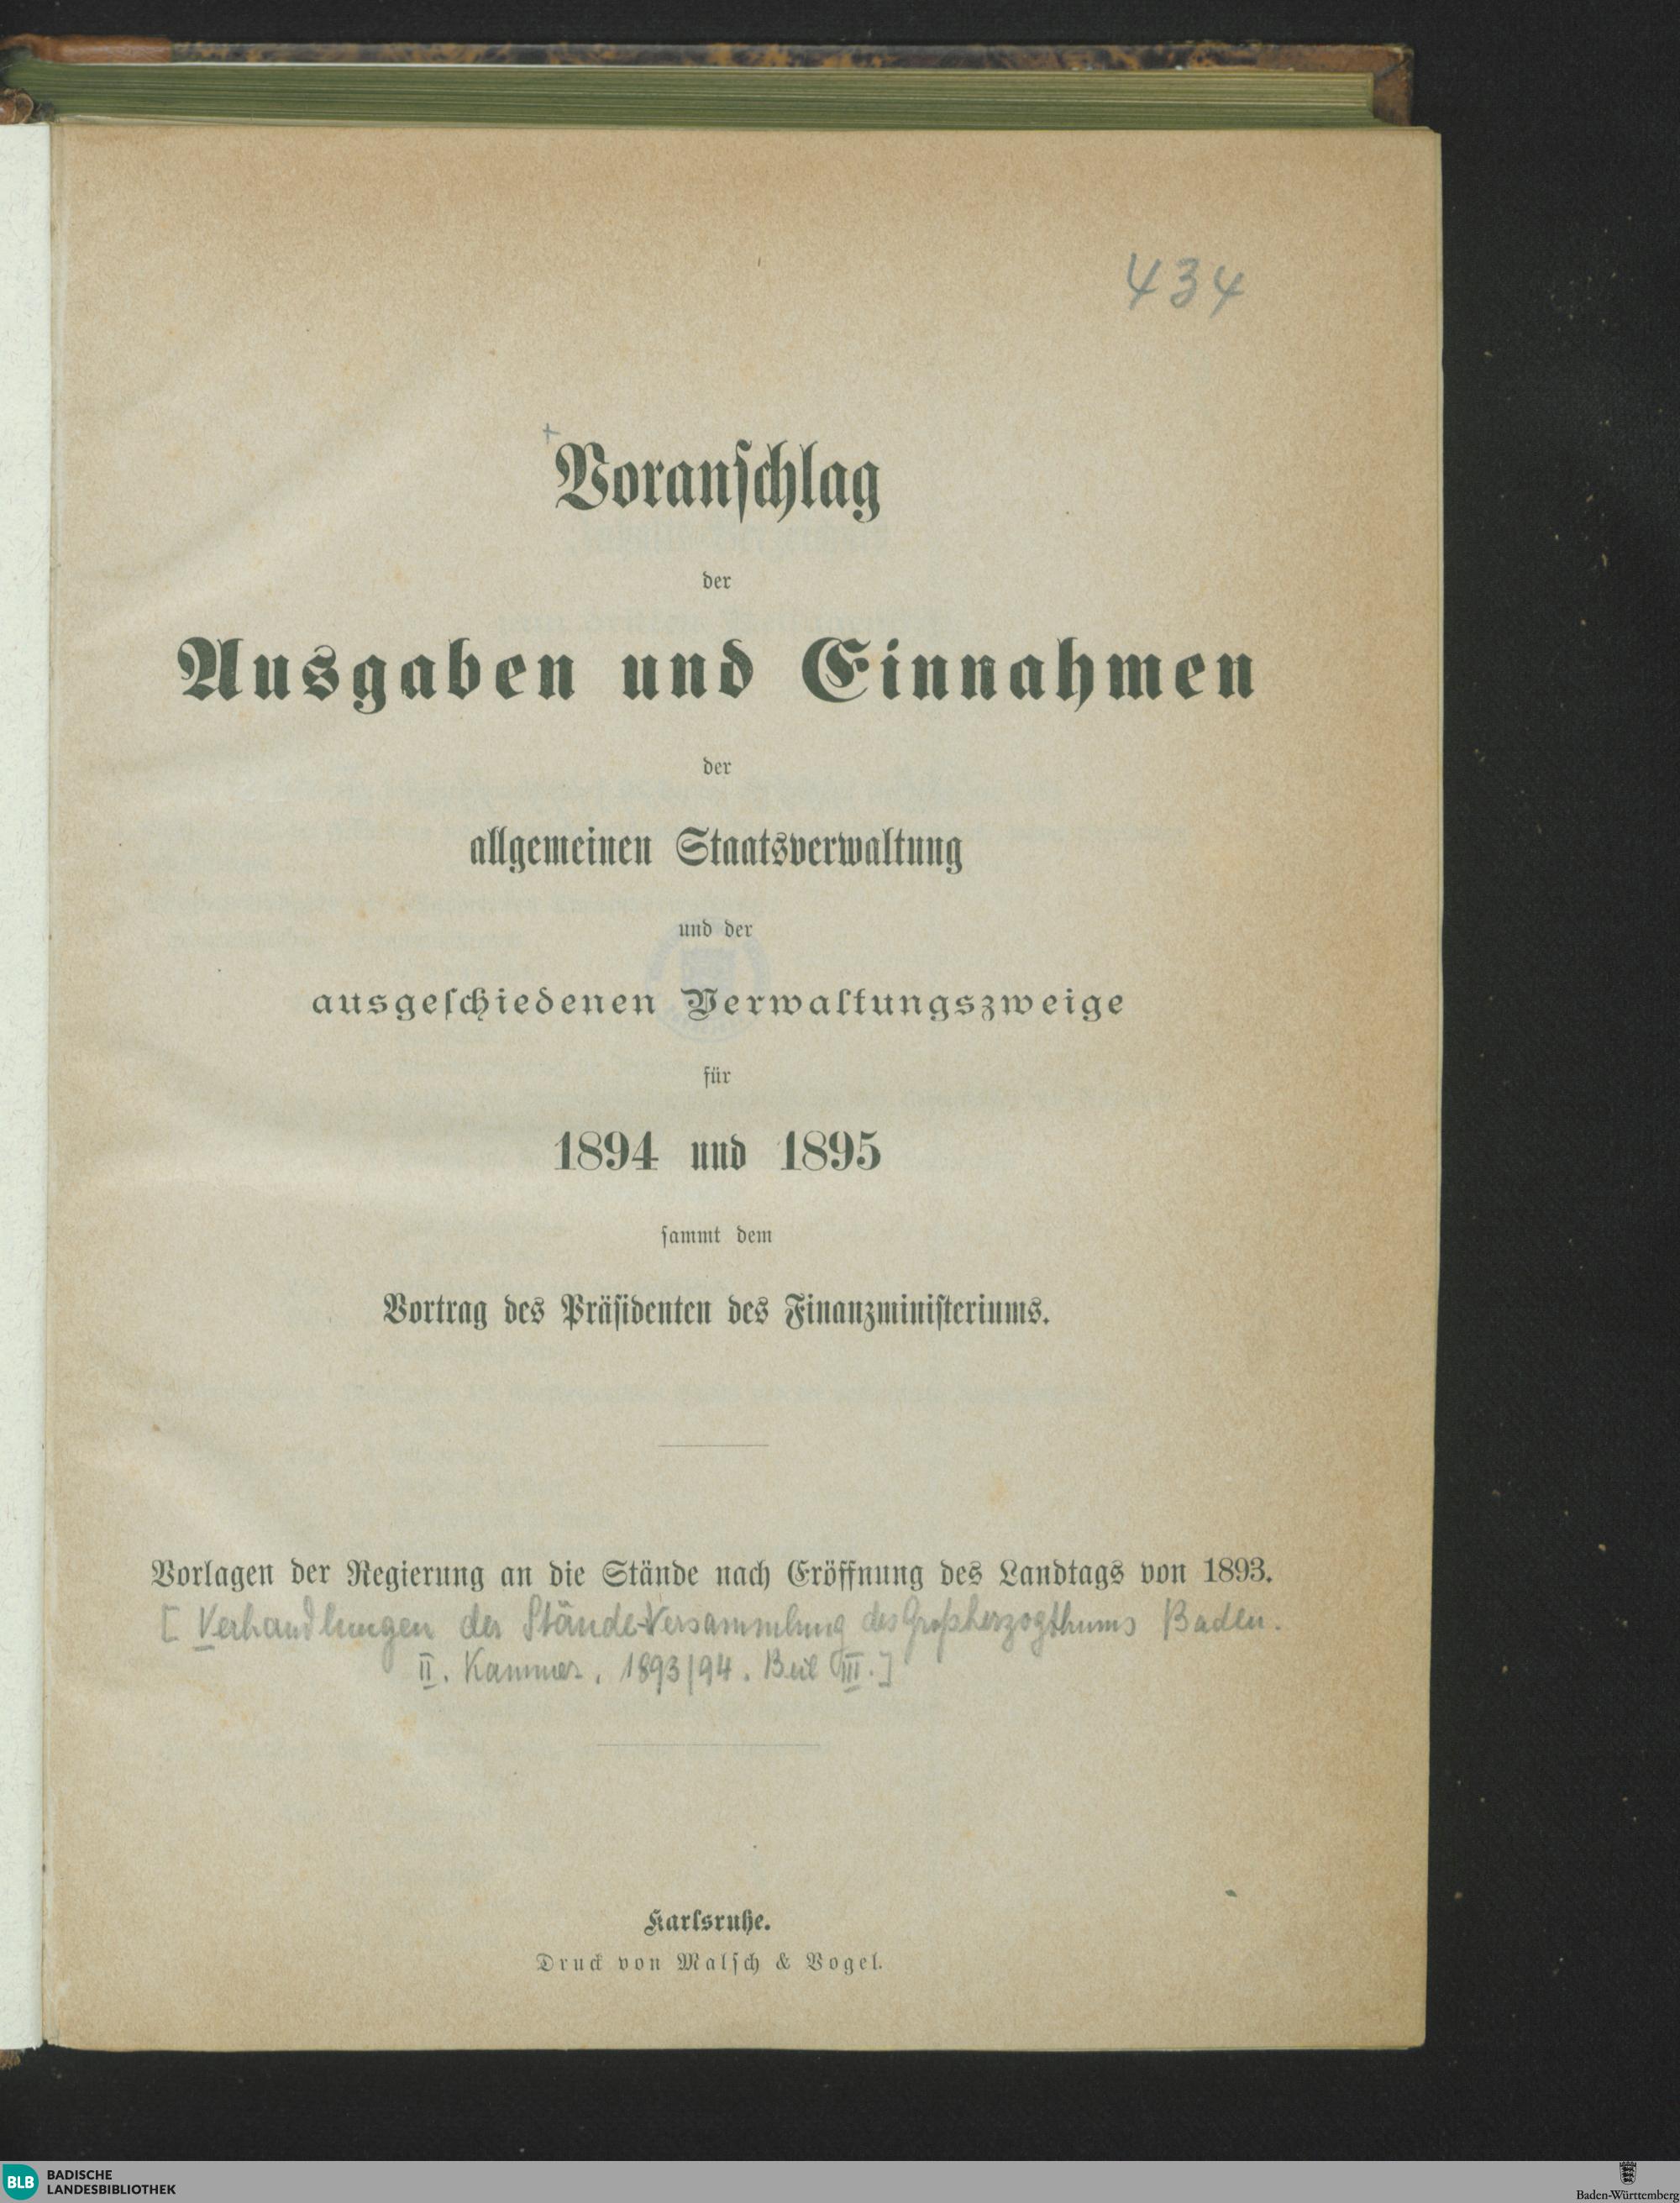 434
Voranschlag
der
Ausgaben und Einnahmen
der
allgemeinen Staatsverwaltung
und der
ausgeschiedenen Verwaltungszweige
für
1894 und 1895
sammt dem
Vortrag des Präsidenten des Finanzministeriums.
Vorlagen der Regierung an die Stände nach Eröffnung des Landtags von 1893.
[Verhandlungen der Stände-Versammlung des Großherzogthums Baden.
II. Kammer. 1893/94. Beil III.]
Karlsruhe.
Druck von Malsch & Vogel.
BLB BADISCHE
LANDESBIBLIOTHEK
Baden-Württemberg